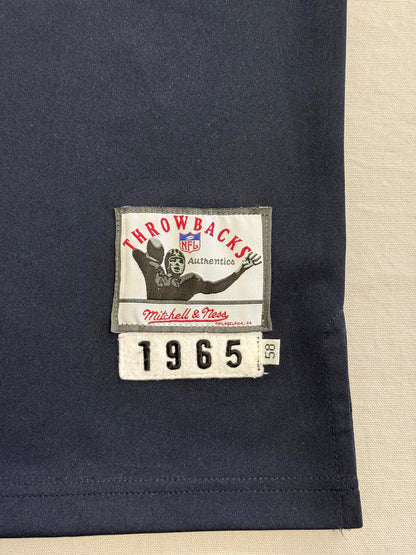 THROWBACKS
NFL
Authentics
Mitchell & Ness
PHILADELPHIA, PA
1965
58